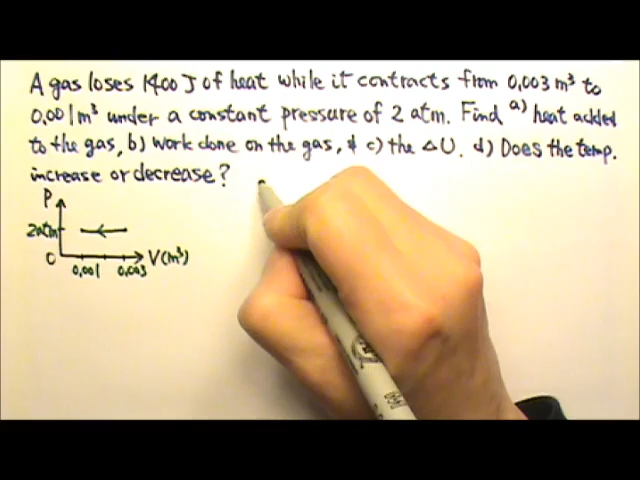 A gas loses 1400 J of heat while it contracts from 0.003 m³ to
0.001 m³ under a constant pressure of 2 atm. Find a) heat added
to the gas, b) work done on the gas, & c) the ΔU. d) Does the temp.
increase or decrease?
P
2atm
0
0.001 0.003
V(m³)